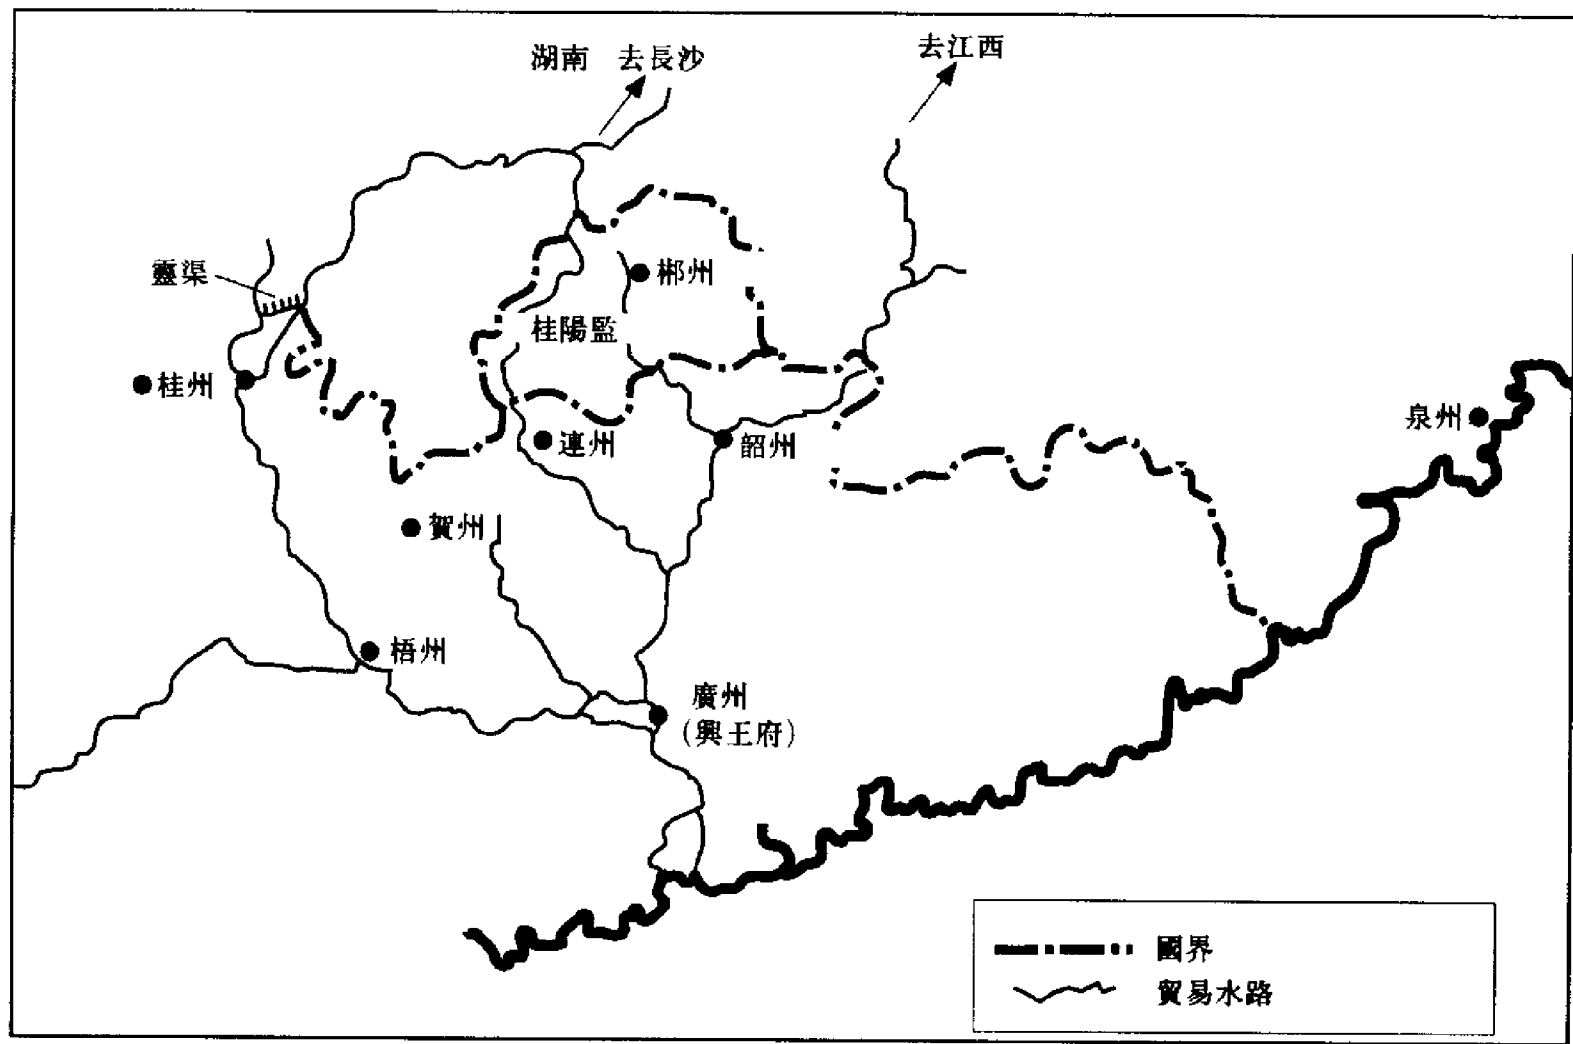 湖南 去長沙
去江西
靈渠
郴州
桂陽監
桂州
連州
韶州
泉州
賀州
梧州
廣州
(興王府)
國界
貿易水路